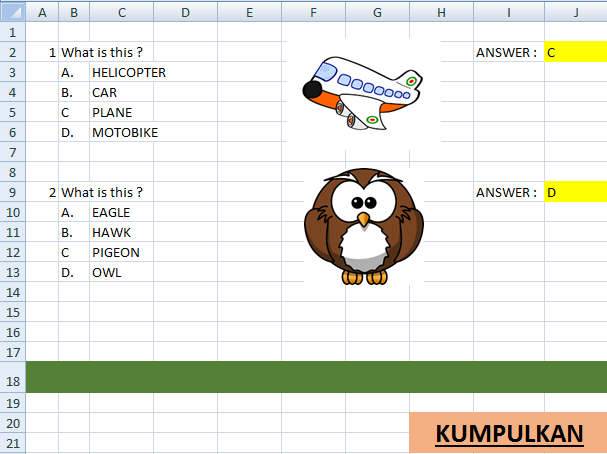 A B C D E F G H I J
1
2 1 What is this ? ANSWER : C
3 A. HELICOPTER
4 B. CAR
5 C PLANE
6 D. MOTOBIKE
7
8
9 2 What is this ? ANSWER : D
10 A. EAGLE
11 B. HAWK
12 C PIGEON
13 D. OWL
14
15
16
17
18
19
20 KUMPULKAN
21